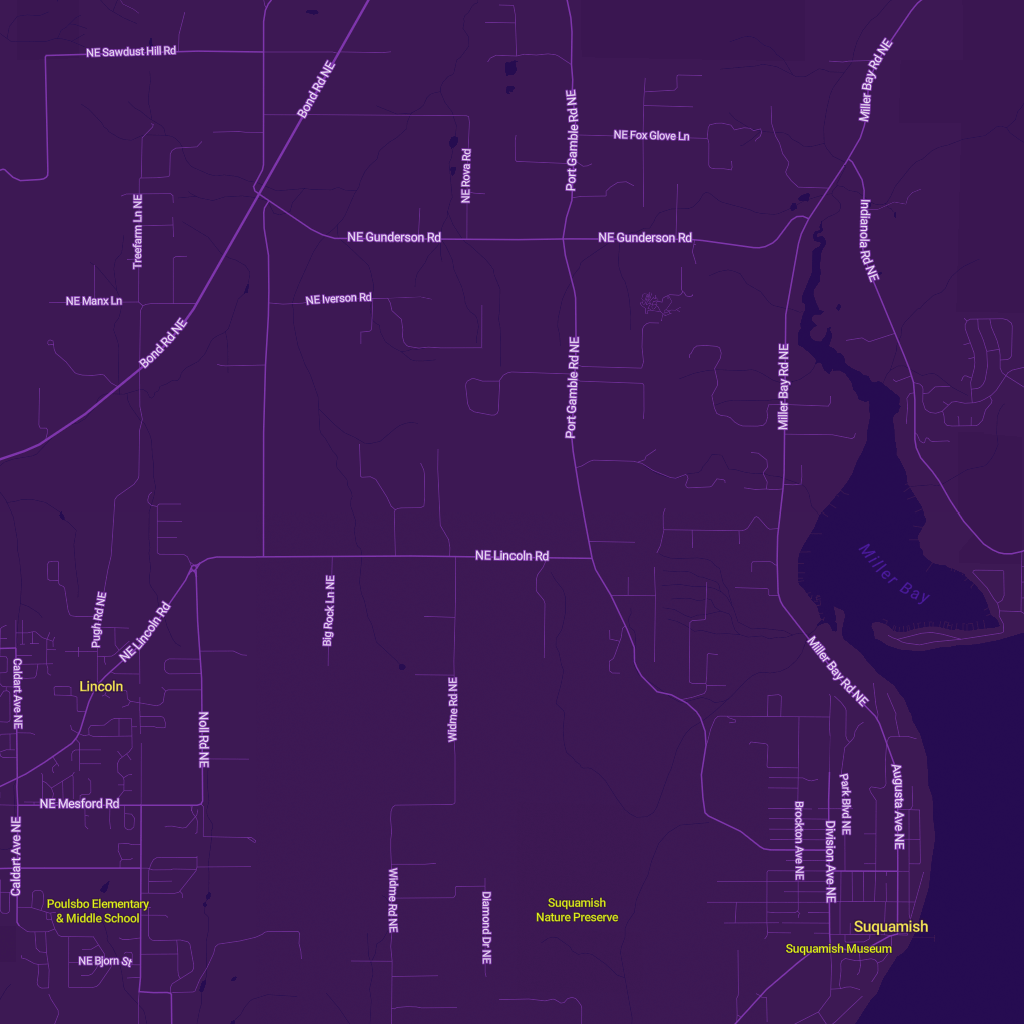 NE Sawdust Hill Rd
Bond Rd NE
Miller Bay Rd NE
Port Gamble Rd NE
NE Fox Glove Ln
NE Rova Rd
Treefarm Ln NE
Indianola Rd NE
NE Gunderson Rd
NE Gunderson Rd
NE Manx Ln
NE Iverson Rd
Bond Rd NE
Port Gamble Rd NE
Miller Bay Rd NE
NE Lincoln Rd
Miller Bay
Pugh Rd NE
Big Rock Ln NE
NE Lincoln Rd
Caldart Ave NE
Lincoln
Miller Bay Rd NE
Noll Rd NE
Widme Rd NE
NE Mesford Rd
Park Blvd NE
Augusta Ave NE
Brockton Ave NE
Division Ave NE
Caldart Ave NE
Widme Rd NE
Diamond Dr NE
Poulsbo Elementary
& Middle School
Suquamish
Nature Preserve
Suquamish
Suquamish Museum
NE Bjorn St